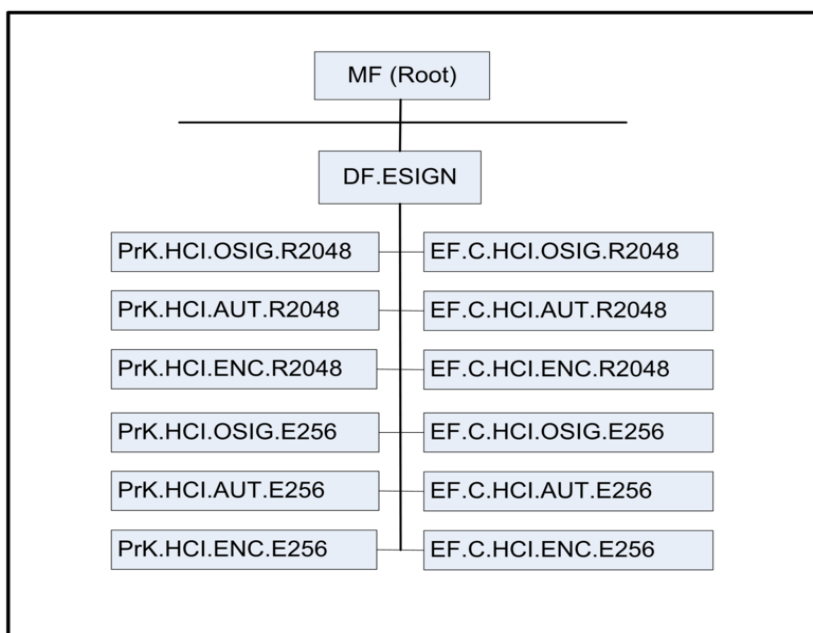 MF (Root)
DF.ESIGN
PrK.HCI.OSIG.R2048 EF.C.HCI.OSIG.R2048
PrK.HCI.AUT.R2048 EF.C.HCI.AUT.R2048
PrK.HCI.ENC.R2048 EF.C.HCI.ENC.R2048
PrK.HCI.OSIG.E256 EF.C.HCI.OSIG.E256
PrK.HCI.AUT.E256 EF.C.HCI.AUT.E256
PrK.HCI.ENC.E256 EF.C.HCI.ENC.E256